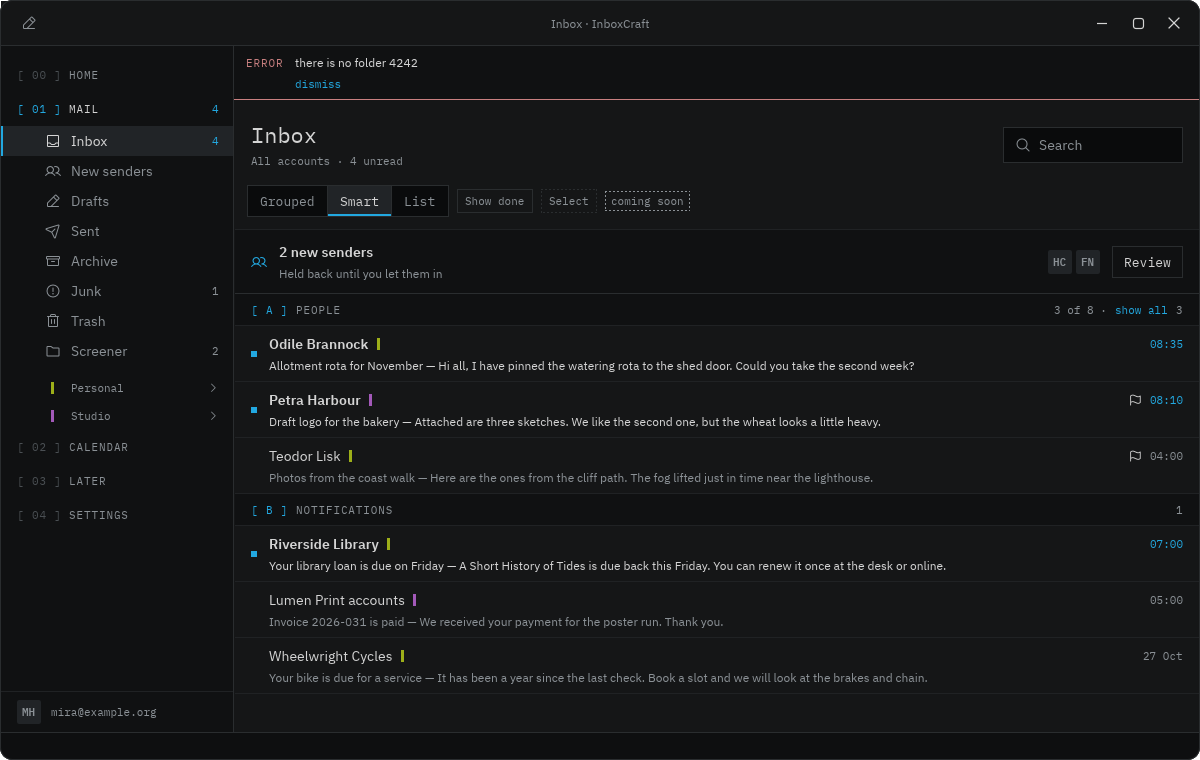 Inbox · InboxCraft
[ 00 ] HOME
[ 01 ] MAIL 4
Inbox 4
New senders
Drafts
Sent
Archive
Junk 1
Trash
Screener 2
Personal
Studio
[ 02 ] CALENDAR
[ 03 ] LATER
[ 04 ] SETTINGS
MH mira@example.org
ERROR there is no folder 4242
dismiss
Inbox
All accounts · 4 unread
Search
Grouped Smart List Show done Select coming soon
2 new senders
Held back until you let them in
HC FN Review
[ A ] PEOPLE 3 of 8 · show all 3
Odile Brannock 08:35
Allotment rota for November — Hi all, I have pinned the watering rota to the shed door. Could you take the second week?
Petra Harbour 08:10
Draft logo for the bakery — Attached are three sketches. We like the second one, but the wheat looks a little heavy.
Teodor Lisk 04:00
Photos from the coast walk — Here are the ones from the cliff path. The fog lifted just in time near the lighthouse.
[ B ] NOTIFICATIONS 1
Riverside Library 07:00
Your library loan is due on Friday — A Short History of Tides is due back this Friday. You can renew it once at the desk or online.
Lumen Print accounts 05:00
Invoice 2026-031 is paid — We received your payment for the poster run. Thank you.
Wheelwright Cycles 27 Oct
Your bike is due for a service — It has been a year since the last check. Book a slot and we will look at the brakes and chain.